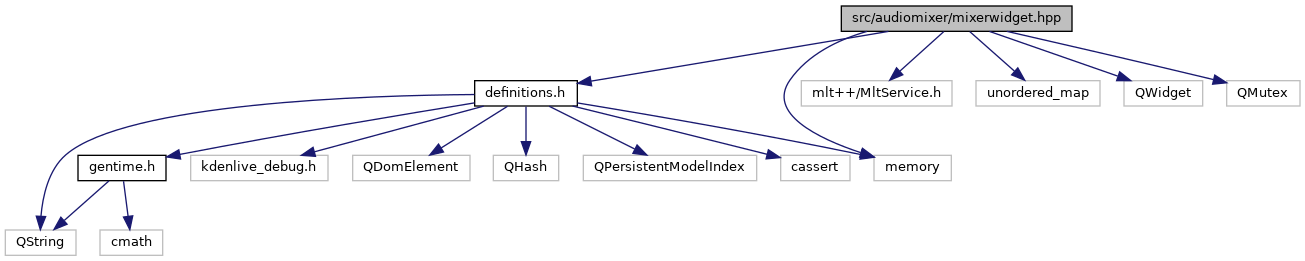 src/audiomixer/mixerwidget.hpp
definitions.h
mlt++/MltService.h
unordered_map
QWidget
QMutex
gentime.h
kdenlive_debug.h
QDomElement
QHash
QPersistentModelIndex
cassert
memory
QString
cmath